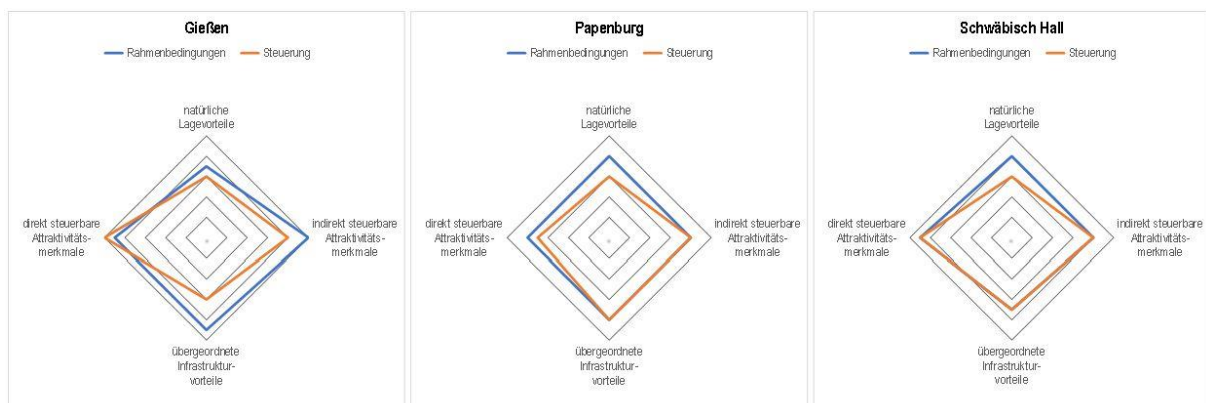 Gießen
Rahmenbedingungen Steuerung
natürliche
Lagevorteile
direkt steuerbare
Attraktivitäts-
merkmale
indirekt steuerbare
Attraktivitäts-
merkmale
übergeordnete
Infrastruktur-
vorteile
Papenburg
Rahmenbedingungen Steuerung
natürliche
Lagevorteile
direkt steuerbare
Attraktivitäts-
merkmale
indirekt steuerbare
Attraktivitäts-
merkmale
übergeordnete
Infrastruktur-
vorteile
Schwäbisch Hall
Rahmenbedingungen Steuerung
natürliche
Lagevorteile
direkt steuerbare
Attraktivitäts-
merkmale
indirekt steuerbare
Attraktivitäts-
merkmale
übergeordnete
Infrastruktur-
vorteile